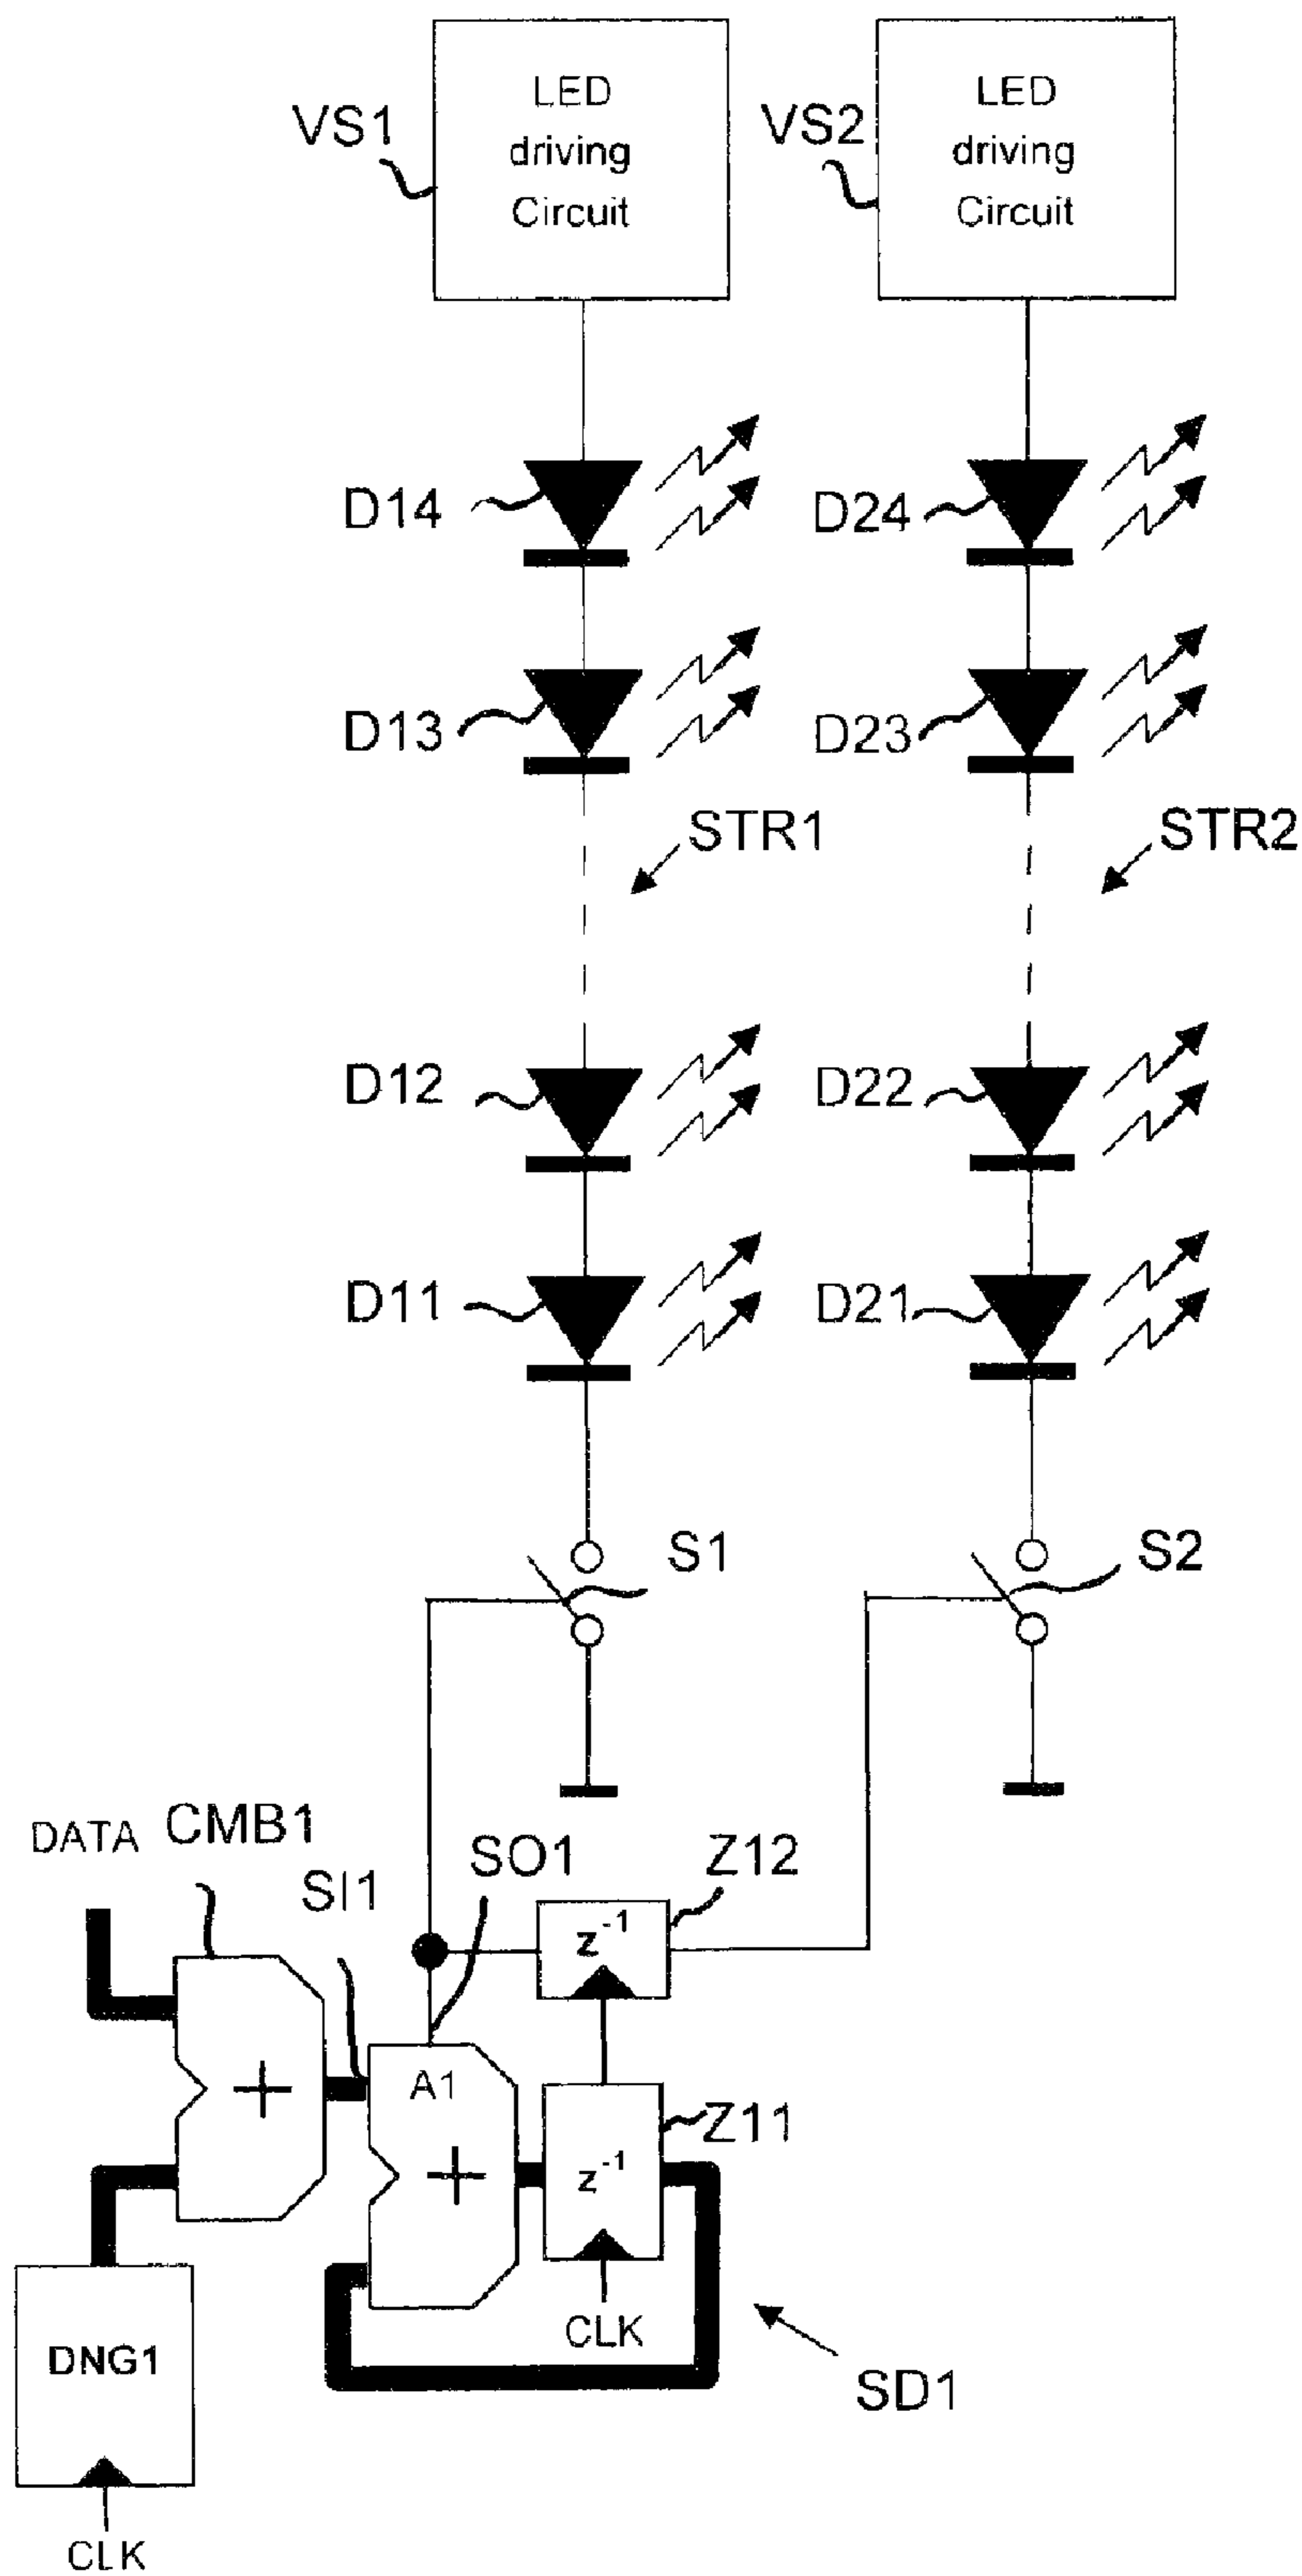 VS1
LED
driving
Circuit
VS2
LED
driving
Circuit
D14
D24
D13
D23
STR1
STR2
D12
D22
D11
D21
S1
S2
DATA
CMB1
SI1
SO1
Z12
z⁻¹
+
A1
+
z⁻¹
Z11
CLK
DNG1
SD1
CLK